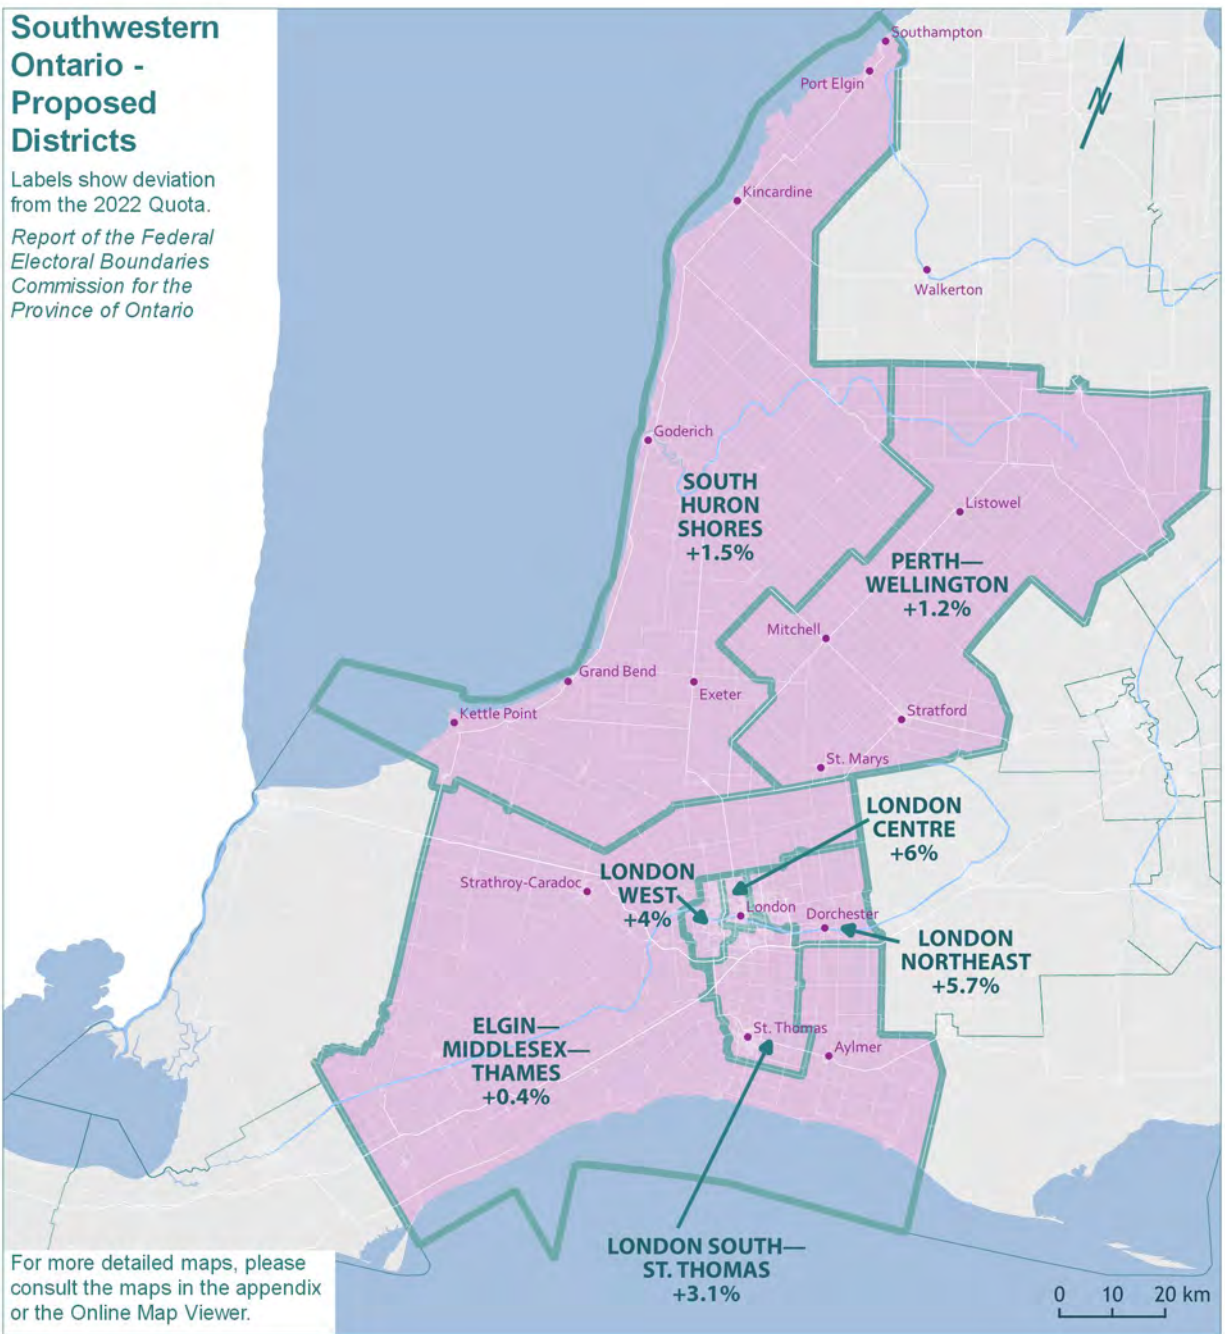 Southwestern
Ontario -
Proposed
Districts
Labels show deviation
from the 2022 Quota.
Report of the Federal
Electoral Boundaries
Commission for the
Province of Ontario
Southampton
Port Elgin
N
Kincardine
Walkerton
Goderich
SOUTH
HURON
SHORES
+1.5%
Listowel
PERTH—
WELLINGTON
+1.2%
Mitchell
Grand Bend
Exeter
Kettle Point
Stratford
St. Marys
LONDON
CENTRE
+6%
LONDON
WEST
+4%
Strathroy-Caradoc
London
Dorchester
LONDON
NORTHEAST
+5.7%
ELGIN—
MIDDLESEX—
THAMES
+0.4%
St. Thomas
Aylmer
LONDON SOUTH—
ST. THOMAS
+3.1%
For more detailed maps, please
consult the maps in the appendix
or the Online Map Viewer.
0 10 20 km